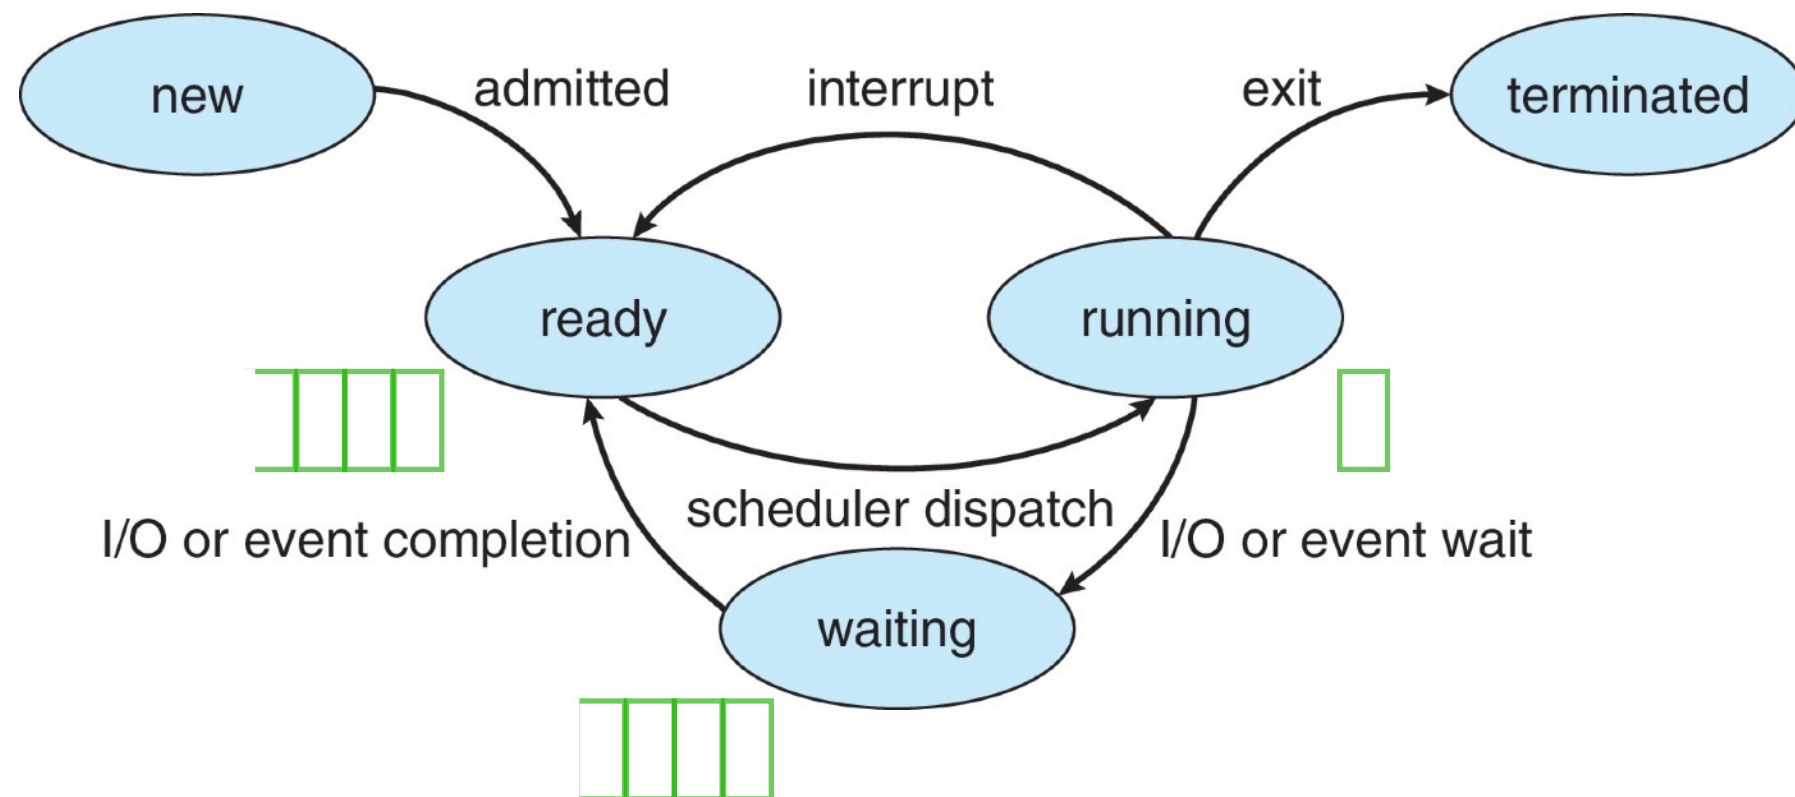 new
admitted
interrupt
exit
terminated
ready
running
scheduler dispatch
I/O or event completion
I/O or event wait
waiting